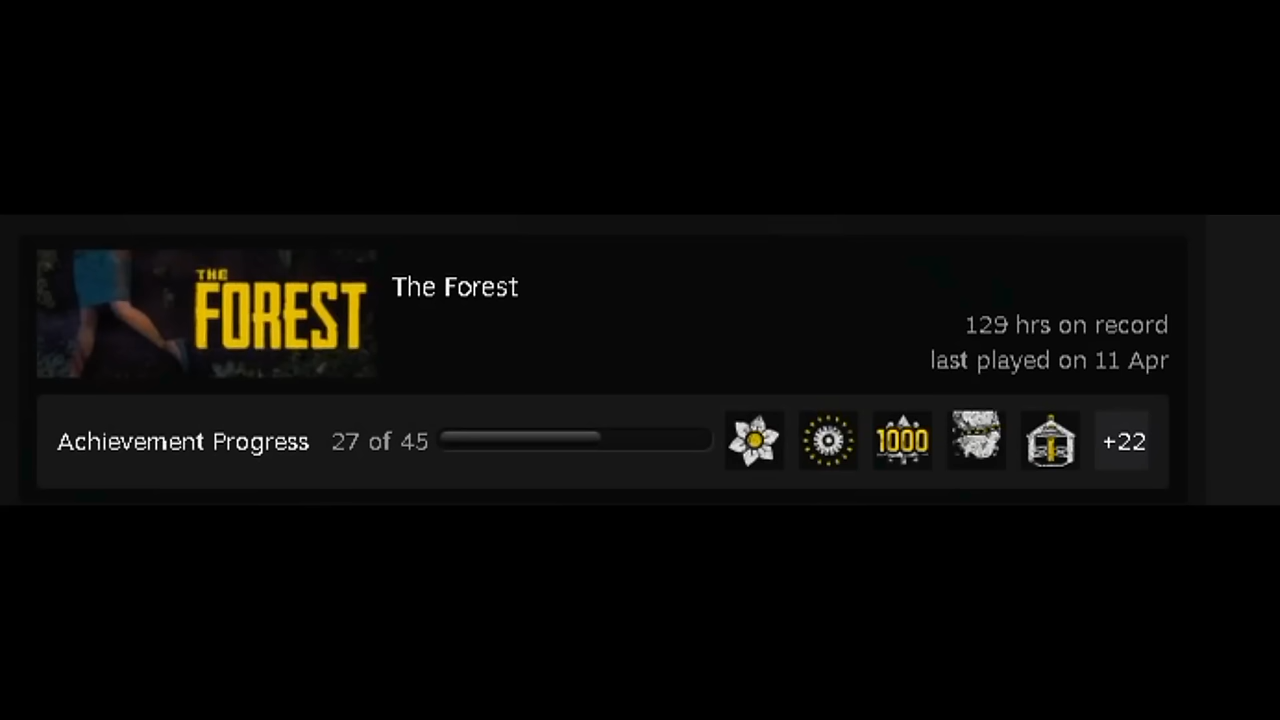 THE
FOREST
The Forest
129 hrs on record
last played on 11 Apr
Achievement Progress 27 of 45
1000
+22